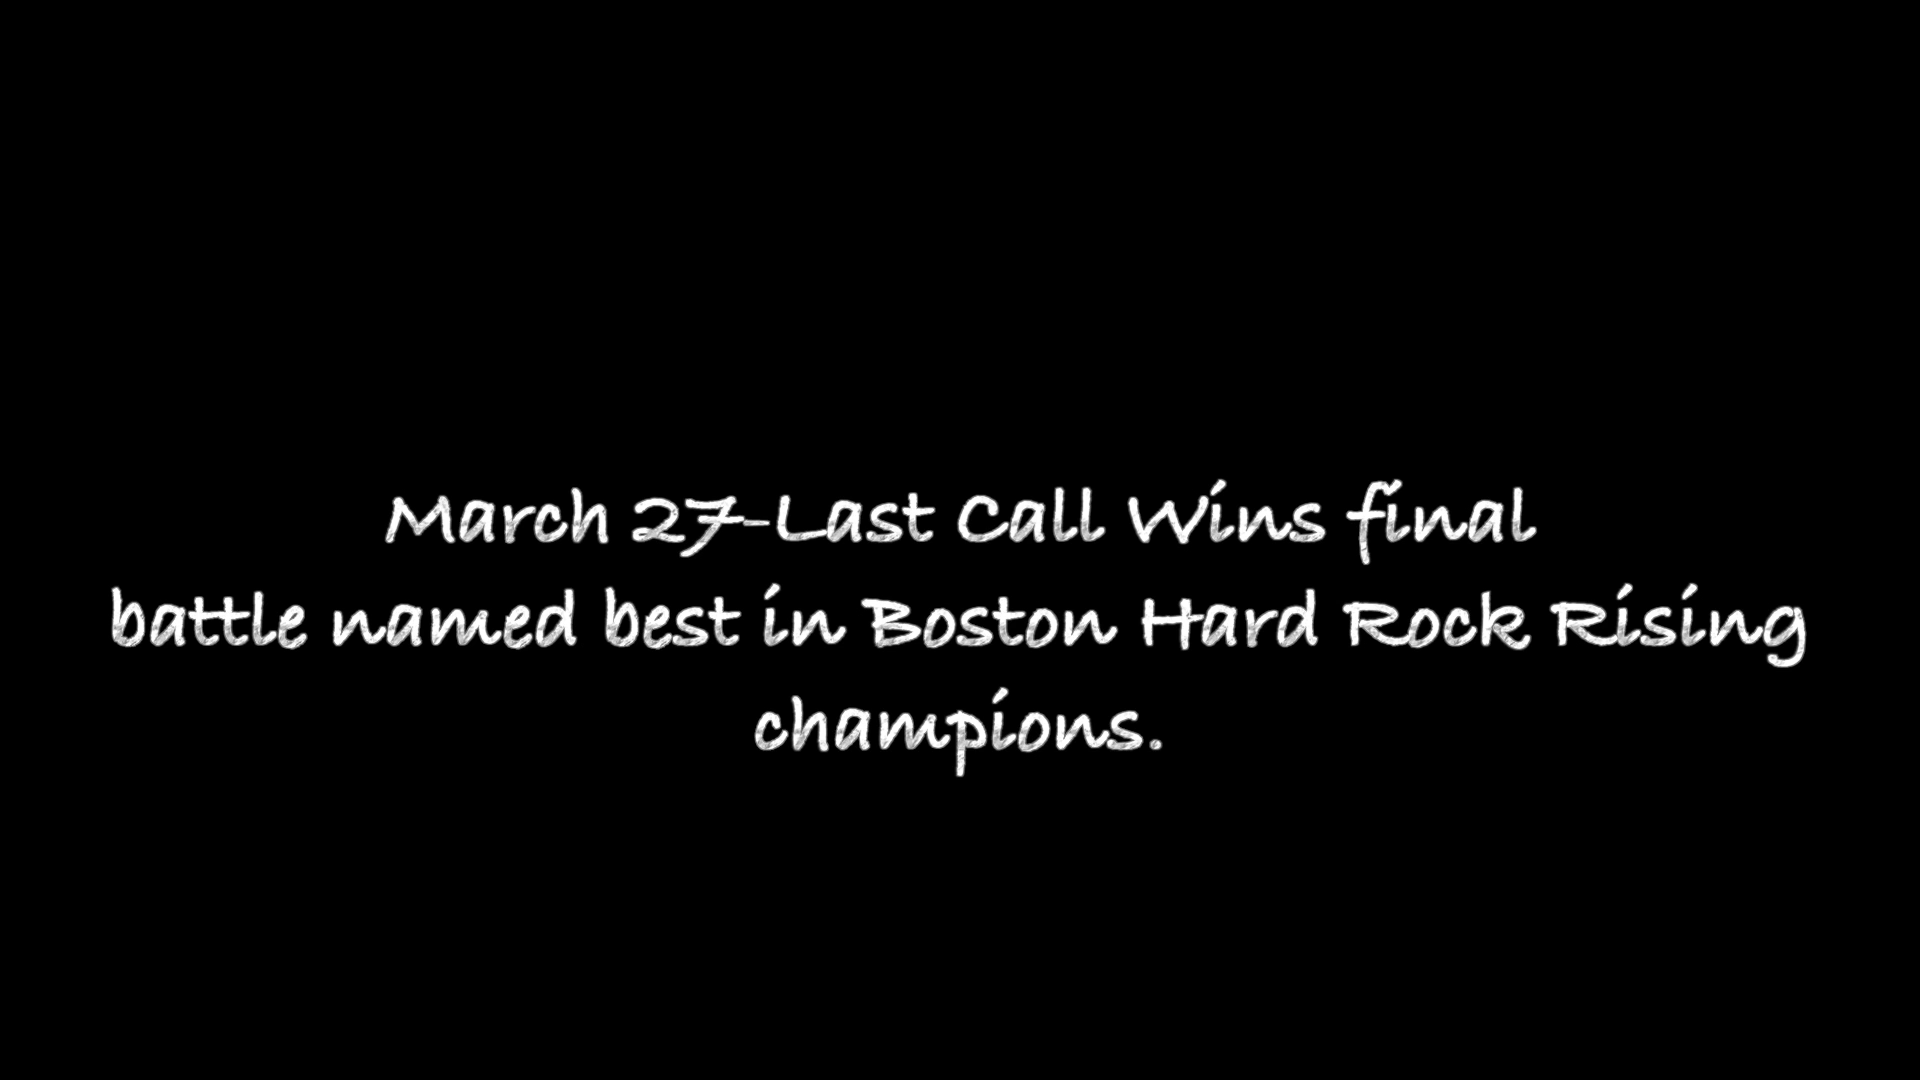 March 27-Last Call Wins final
battle named best in Boston Hard Rock Rising
champions.